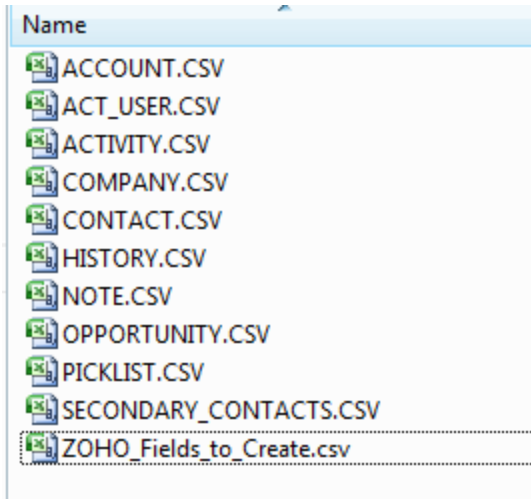 Name
ACCOUNT.CSV
ACT_USER.CSV
ACTIVITY.CSV
COMPANY.CSV
CONTACT.CSV
HISTORY.CSV
NOTE.CSV
OPPORTUNITY.CSV
PICKLIST.CSV
SECONDARY_CONTACTS.CSV
ZOHO_Fields_to_Create.csv